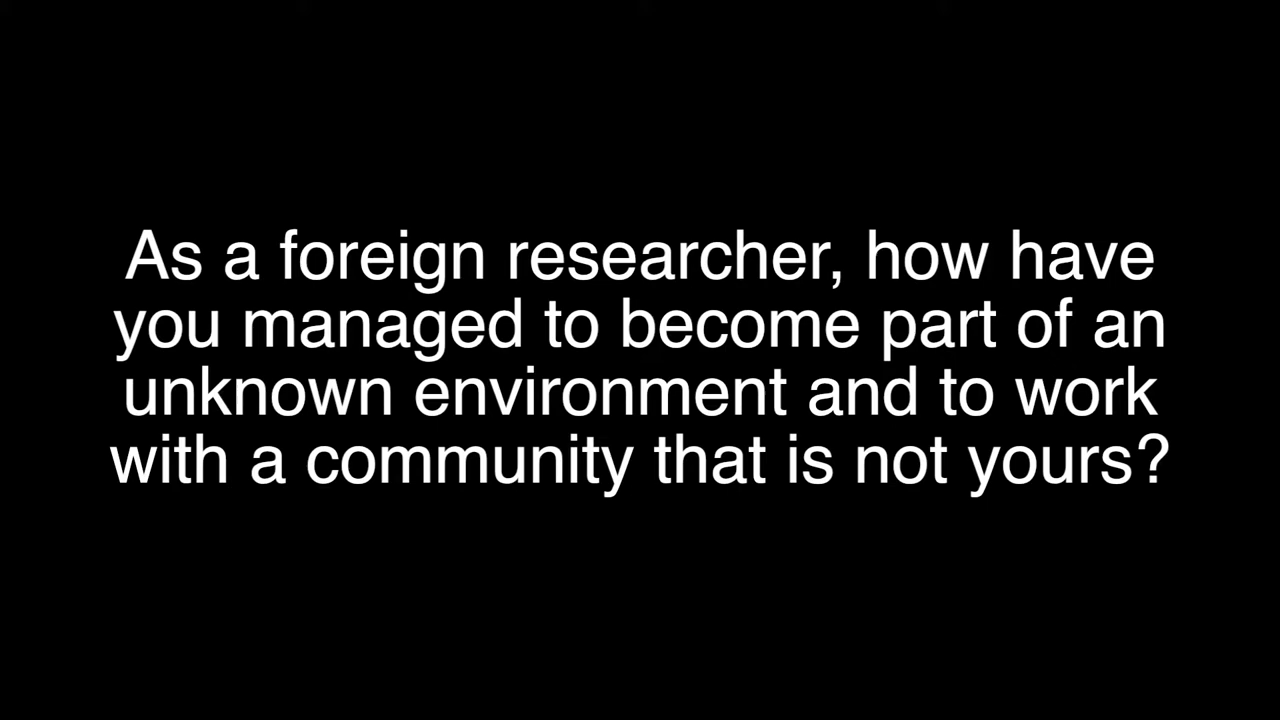 As a foreign researcher, how have
you managed to become part of an
unknown environment and to work
with a community that is not yours?